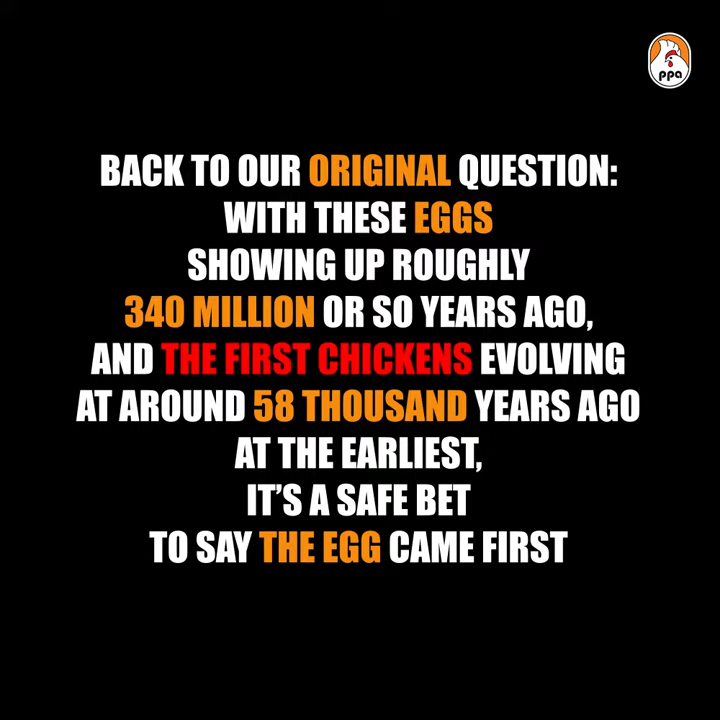 ppa
BACK TO OUR ORIGINAL QUESTION:
WITH THESE EGGS
SHOWING UP ROUGHLY
340 MILLION OR SO YEARS AGO,
AND THE FIRST CHICKENS EVOLVING
AT AROUND 58 THOUSAND YEARS AGO
AT THE EARLIEST,
IT'S A SAFE BET
TO SAY THE EGG CAME FIRST